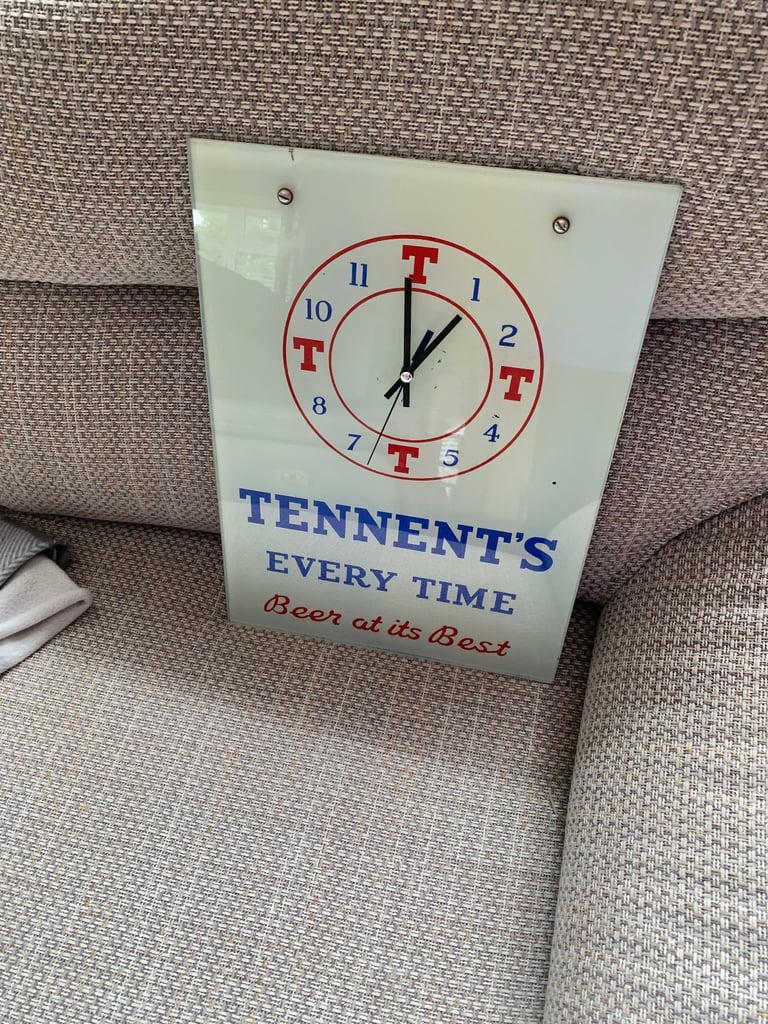 T
11 1
10 2
T T
8 4
7 5
T
TENNENT'S
EVERY TIME
Beer at its Best